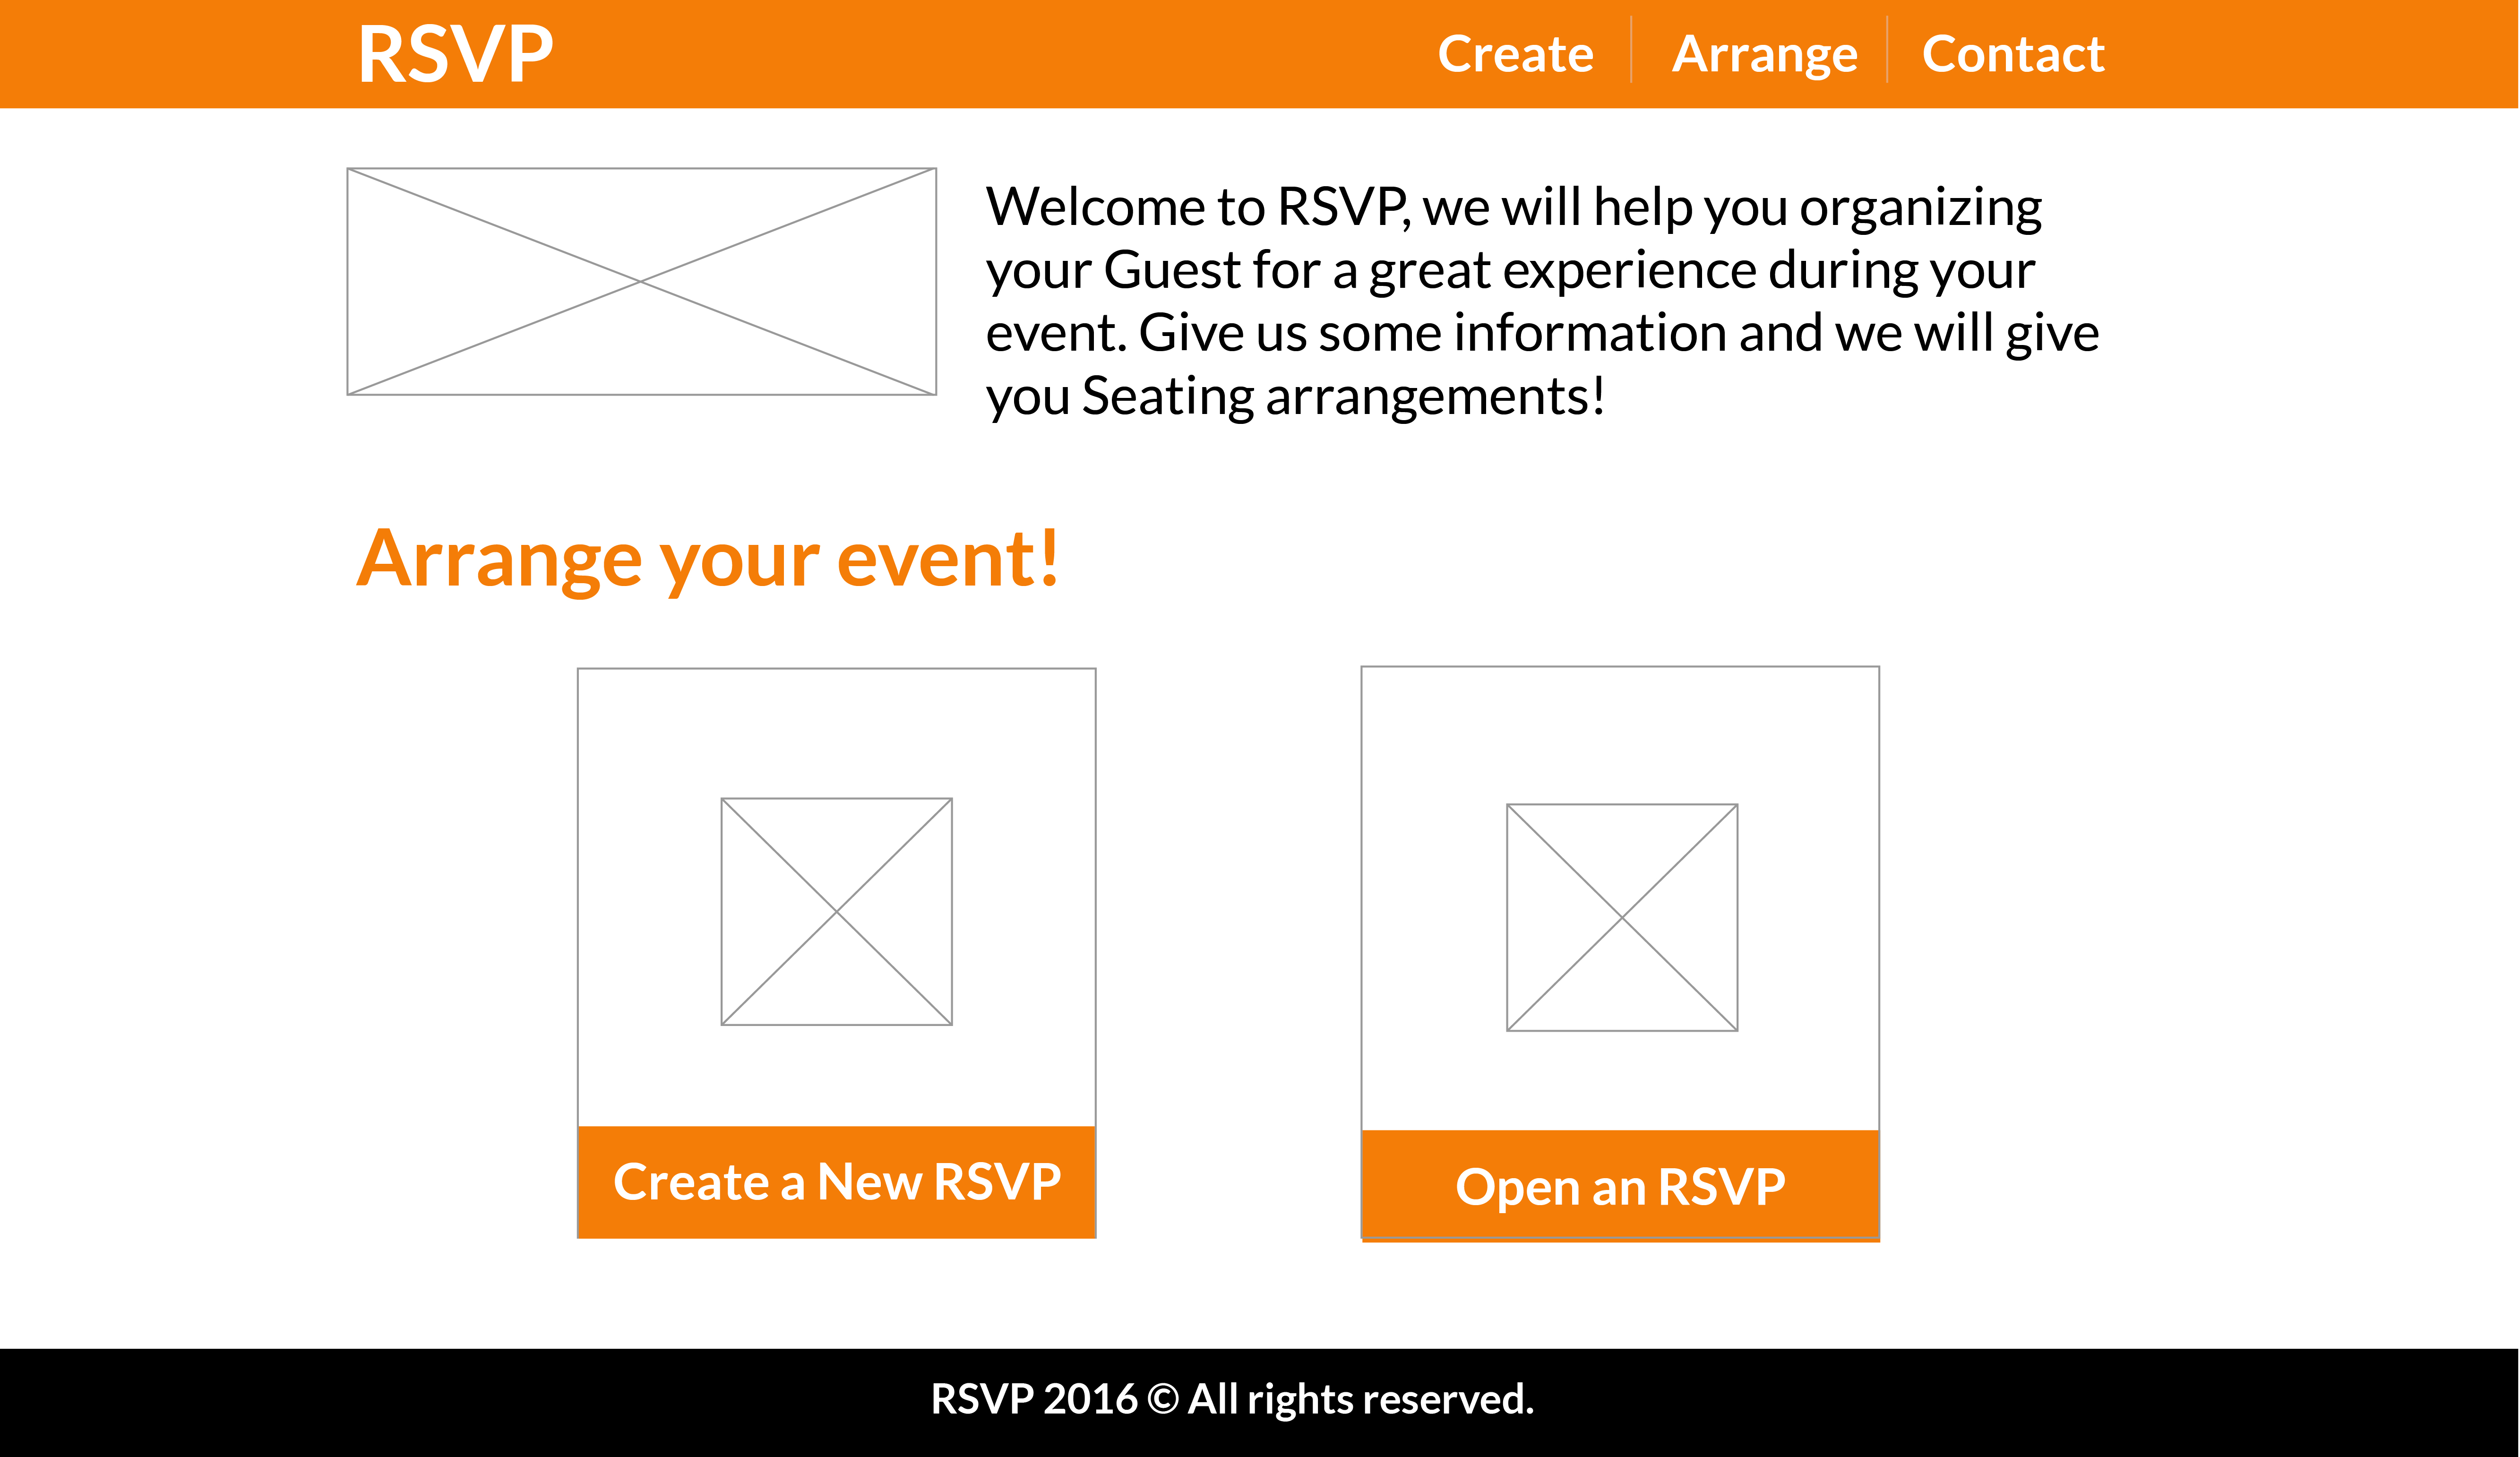 RSVP
Create
Arrange
Contact
Welcome to RSVP, we will help you organizing
your Guest for a great experience during your
event. Give us some information and we will give
you Seating arrangements!
Arrange your event!
Create a New RSVP
Open an RSVP
RSVP 2016 © All rights reserved.